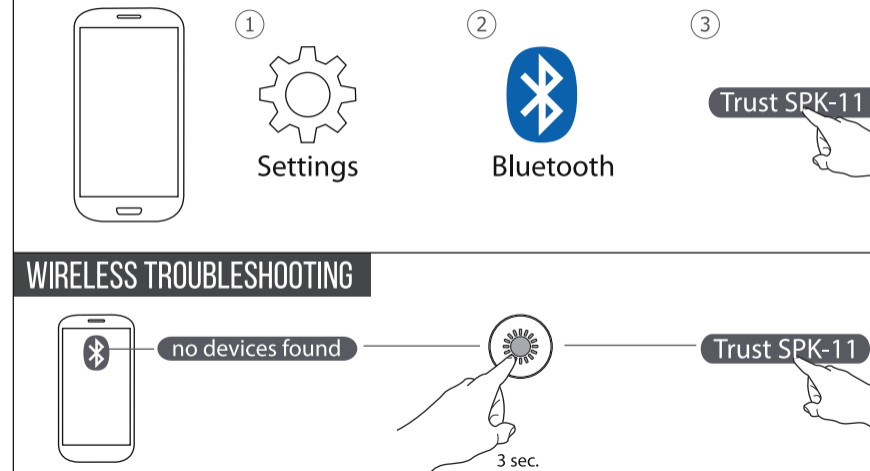 1
2
3
Trust SPK-11
Settings
Bluetooth
WIRELESS TROUBLESHOOTING
no devices found
Trust SPK-11
3 sec.